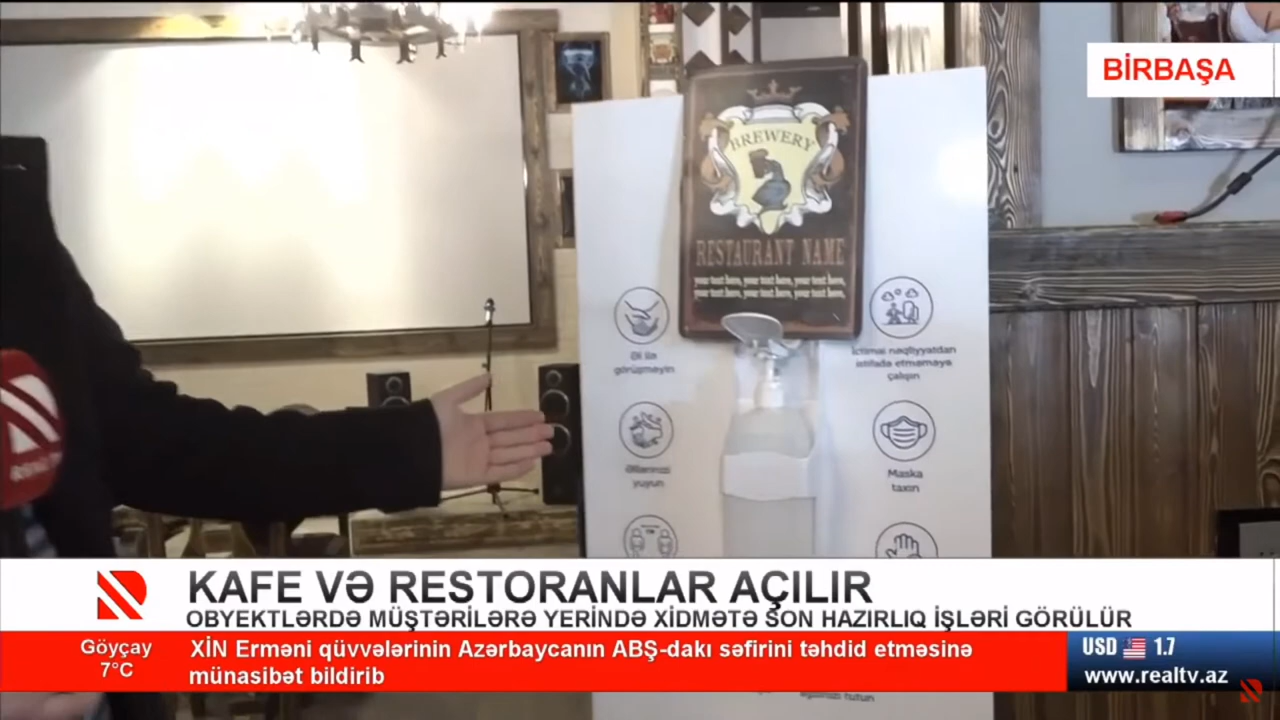 BİRBAŞA
BREWERY
RESTAURANT NAME
your text here, your text here, your text here,
your text here, your text here, your text here,
Əl ilə
görüşməyin
İctimai nəqliyyatdan
istifadə etməməyə
çalışın
Əllərinizi
yuyun
Maska
taxın
KAFE VƏ RESTORANLAR AÇILIR
OBYEKTLƏRDƏ MÜŞTƏRİLƏRƏ YERİNDƏ XİDMƏTƏ SON HAZIRLIQ İŞLƏRİ GÖRÜLÜR
Göyçay
7°C
XİN Erməni qüvvələrinin Azərbaycanın ABŞ-dakı səfirini təhdid etməsinə
münasibət bildirib
USD 1.7
www.realtv.az